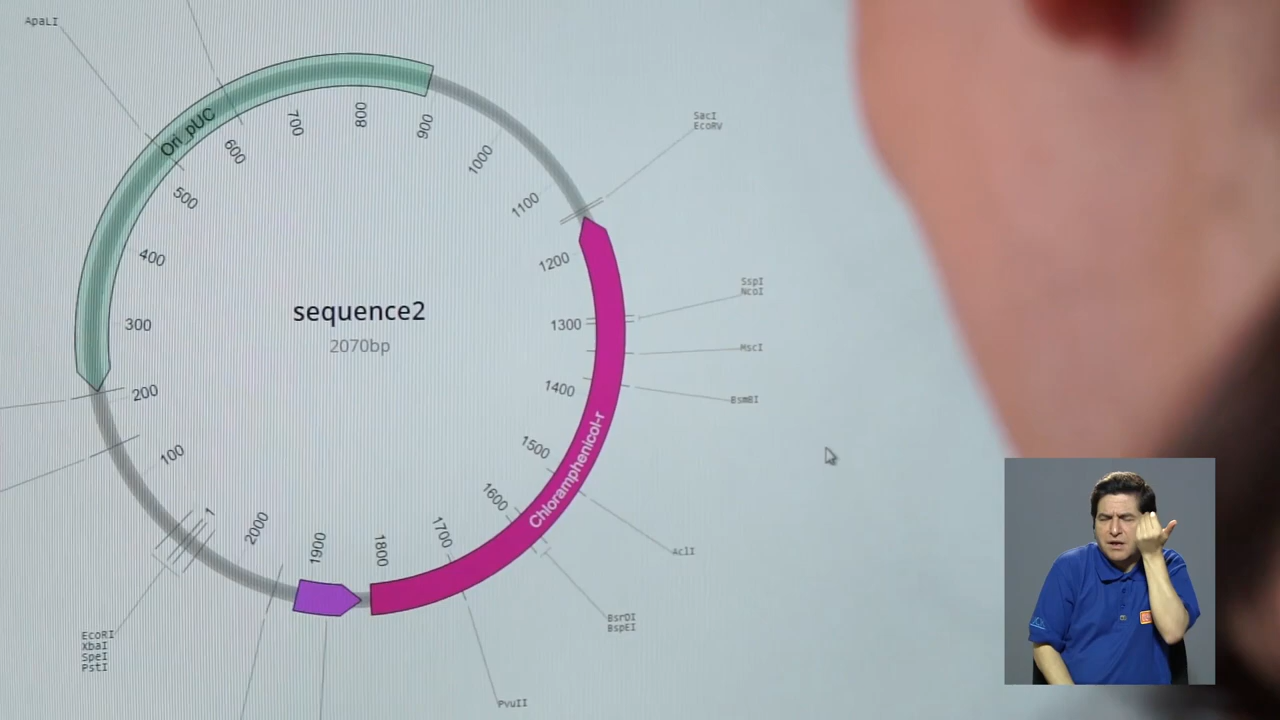 ApaLI
Ori_pUC
SacI
EcoRV
SspI
NcoI
MscI
BsmBI
AclI
BsrDI
BspEI
PvuII
EcoRI
XbaI
SpeI
PstI
Chloramphenicol-r
sequence2
2070bp
1
100
200
300
400
500
600
700
800
900
1000
1100
1200
1300
1400
1500
1600
1700
1800
1900
2000